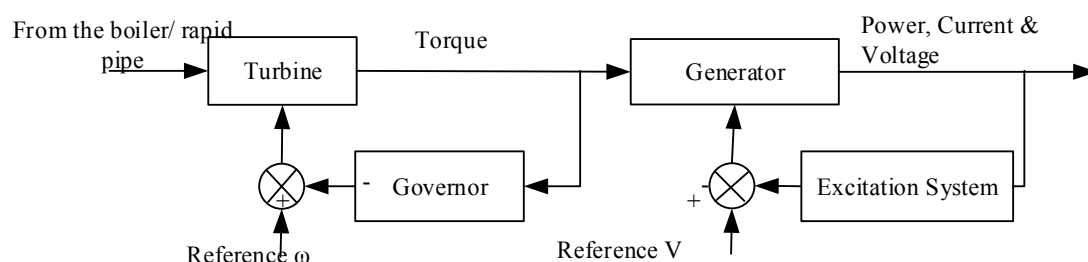 From the boiler/ rapid
pipe
Torque
Power, Current &
Voltage
Turbine
Generator
-
Governor
+
-
+
Excitation System
Reference ω
Reference V